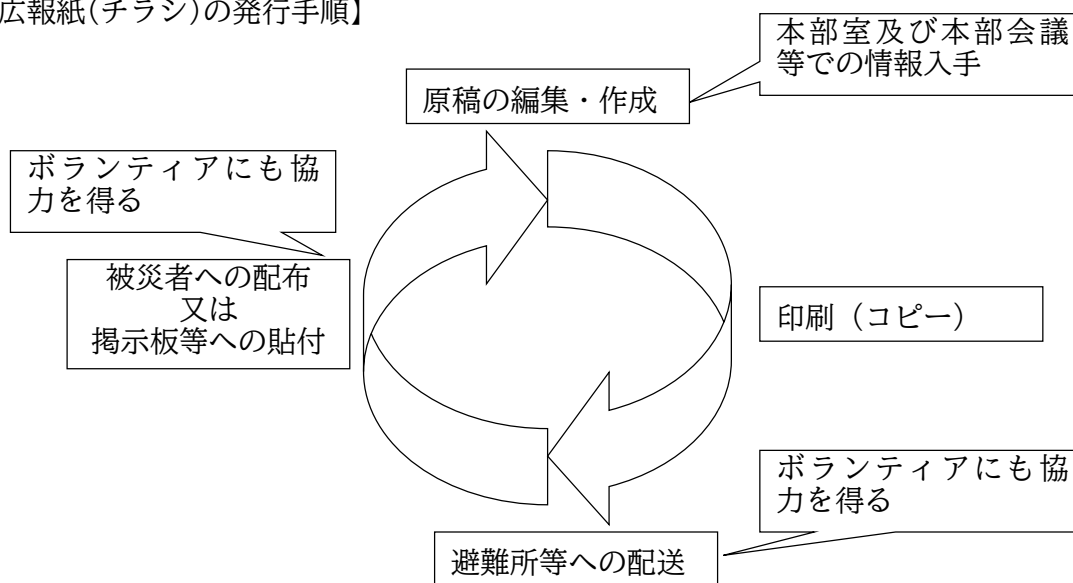 広報紙(チラシ)の発行手順】
本部室及び本部会議
等での情報入手
原稿の編集・作成
ボランティアにも協
力を得る
被災者への配布
又は
掲示板等への貼付
印刷（コピー）
ボランティアにも協
力を得る
避難所等への配送